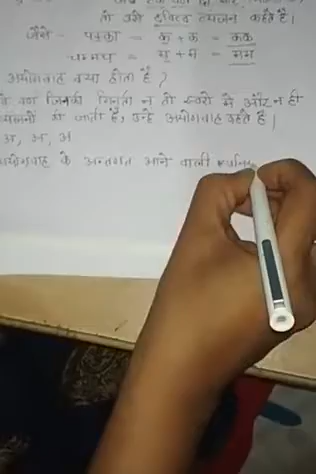 तो उसे द्वित्व व्यंजन कहते हैं।
जैसे - पक्का = क् + क = क्क
चम्मच = म् + म = म्म
अयोगवाह क्या होता है ?
वे वर्ण जिनकी गिनती न तो स्वरों में और न ही
व्यंजनों में की जाती है, उन्हे अयोगवाह कहते है।
अयोगवाह के अन्तर्गत आने वाली ध्वनि